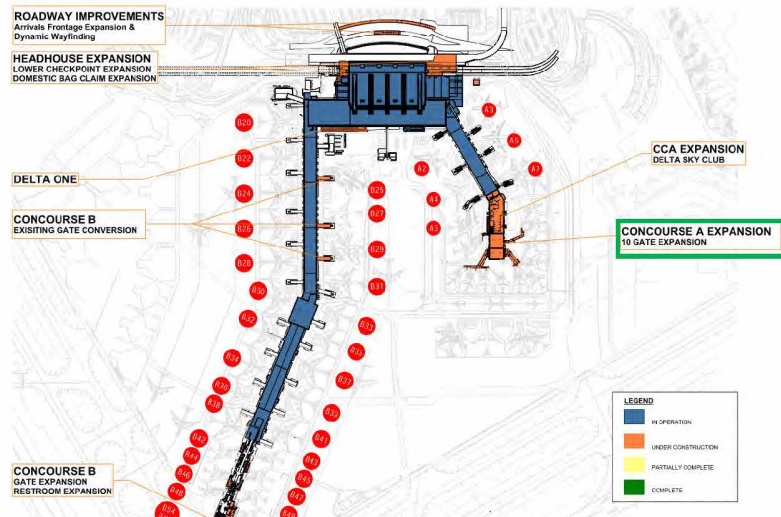 ROADWAY IMPROVEMENTS
Arrivals Frontage Expansion &
Dynamic Wayfinding
HEADHOUSE EXPANSION
LOWER CHECKPOINT EXPANSION
DOMESTIC BAG CLAIM EXPANSION
B20
A3
A5
B22
CCA EXPANSION
DELTA SKY CLUB
A2
A7
DELTA ONE
B24
B25
A4
CONCOURSE B
EXISITING GATE CONVERSION
B27
B26
A6
CONCOURSE A EXPANSION
10 GATE EXPANSION
B29
B28
B30
B31
B32
B33
B35
B34
B36
B37
B38
LEGEND
B39
IN OPERATION
B42
B41
UNDER CONSTRUCTION
B44
B43
CONCOURSE B
GATE EXPANSION
RESTROOM EXPANSION
B46
B45
PARTIALLY COMPLETE
B48
B47
COMPLETE
B54
B49